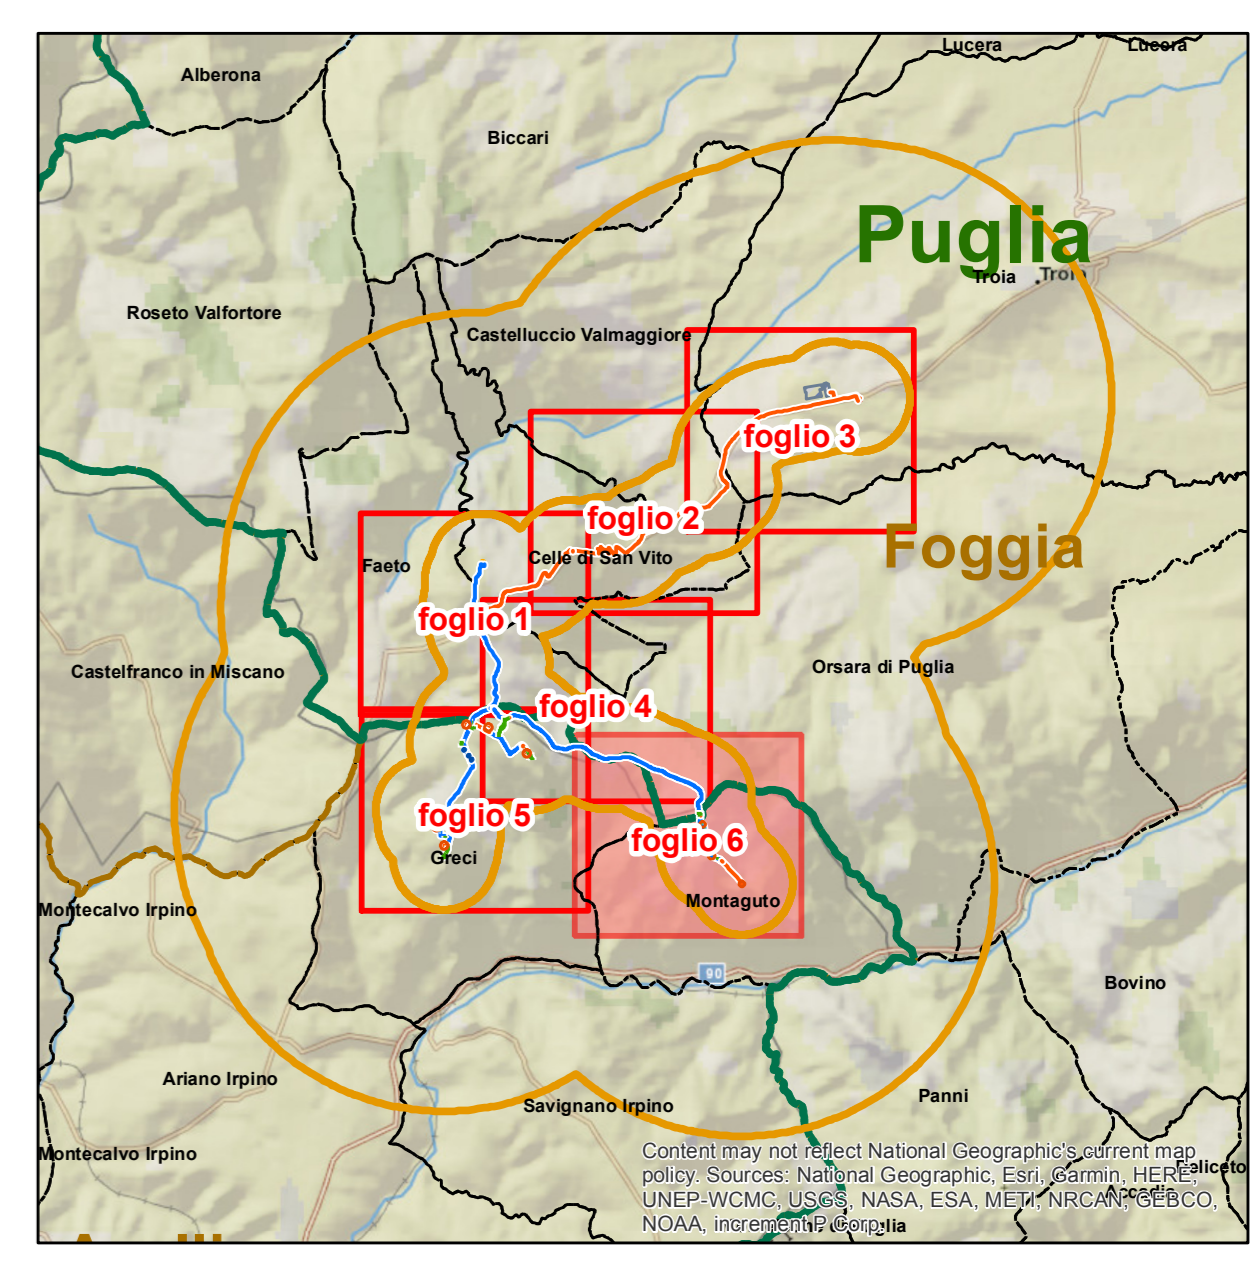 Lucera
Lucera
Alberona
Biccari
Puglia
Troia
Troia
Roseto Valfortore
Castelluccio Valmaggiore
foglio 3
foglio 2
Foggia
Celle di San Vito
Faeto
foglio 1
Orsara di Puglia
Castelfranco in Miscano
foglio 4
foglio 5
foglio 6
Greci
Montaguto
Montecalvo Irpino
90
Bovino
Ariano Irpino
Panni
Savignano Irpino
Montecalvo Irpino
Content may not reflect National Geographic's current map
policy. Sources: National Geographic, Esri, Garmin, HERE,
UNEP-WCMC, USGS, NASA, ESA, METI, NRCAN, GEBCO,
NOAA, increment P Corp.
Deliceto
Accadia